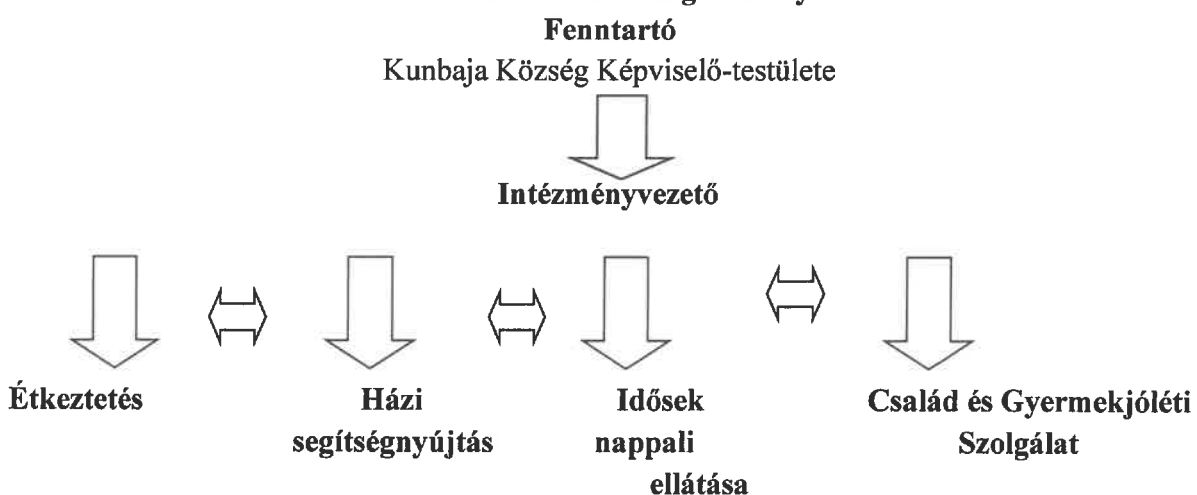 Fenntartó
Kunbaja Község Képviselő-testülete
Intézményvezető
Étkeztetés
Házi
segítségnyújtás
Idősek
nappali
ellátása
Család és Gyermekjóléti
Szolgálat